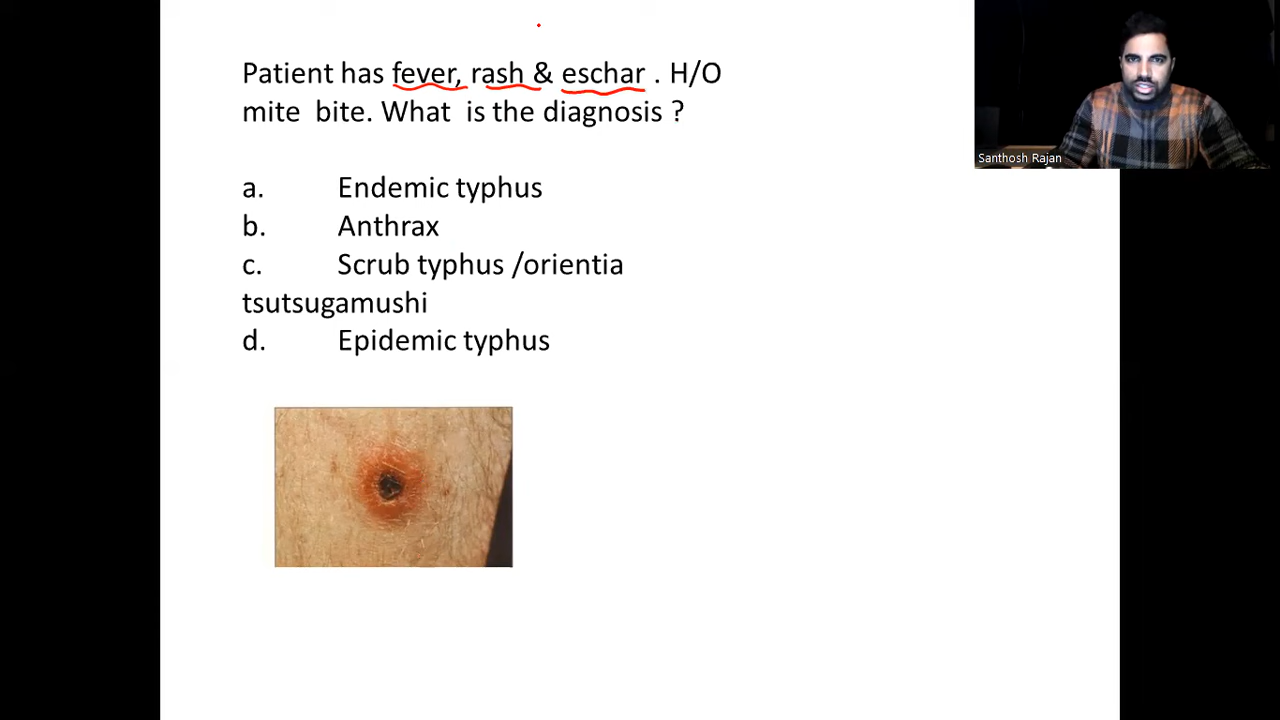 Patient has fever, rash & eschar . H/O
mite bite. What is the diagnosis ?
a. Endemic typhus
b. Anthrax
c. Scrub typhus /orientia
tsutsugamushi
d. Epidemic typhus
Santhosh Rajan